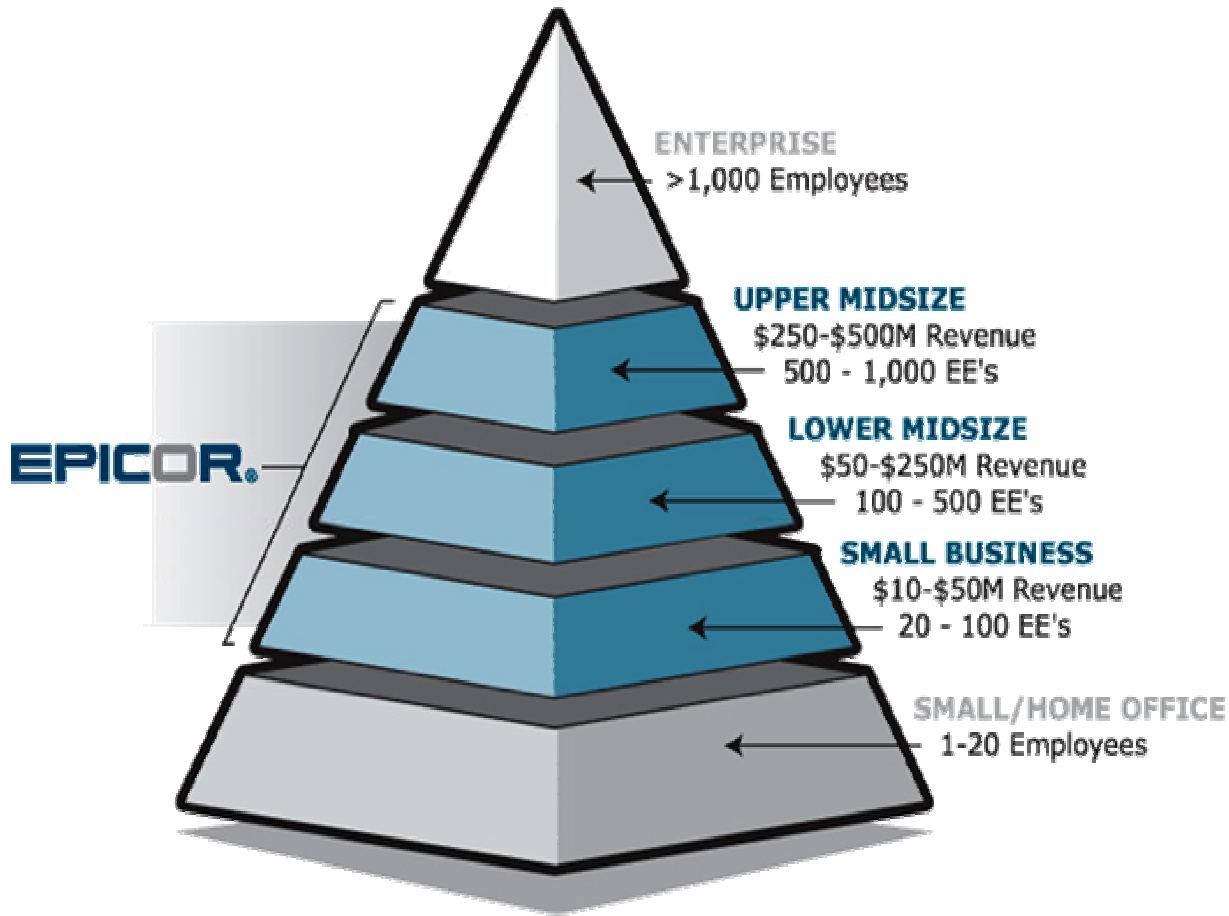 ENTERPRISE
>1,000 Employees
UPPER MIDSIZE
$250-$500M Revenue
500 - 1,000 EE's
LOWER MIDSIZE
$50-$250M Revenue
100 - 500 EE's
EPICOR®
SMALL BUSINESS
$10-$50M Revenue
20 - 100 EE's
SMALL/HOME OFFICE
1-20 Employees